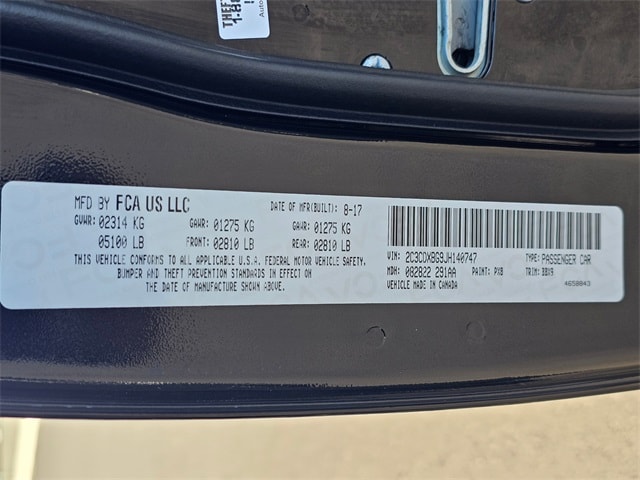 THEFT
Auto
MFD BY FCA US LLC DATE OF MFR(BUILT): 8-17
GVWR: 02314 KG GAWR: 01275 KG GAWR: 01275 KG
05100 LB FRONT: 02810 LB REAR: 02810 LB
THIS VEHICLE CONFORMS TO ALL APPLICABLE U.S.A. FEDERAL MOTOR VEHICLE SAFETY,
BUMPER AND THEFT PREVENTION STANDARDS IN EFFECT ON
THE DATE OF MANUFACTURE SHOWN ABOVE.
VIN: 2C3CDXBG9JH140747 TYPE: PASSENGER CAR
MDH: 082822 291AA PAINT: PXB TRIM: BBX9
VEHICLE MADE IN CANADA 4658843